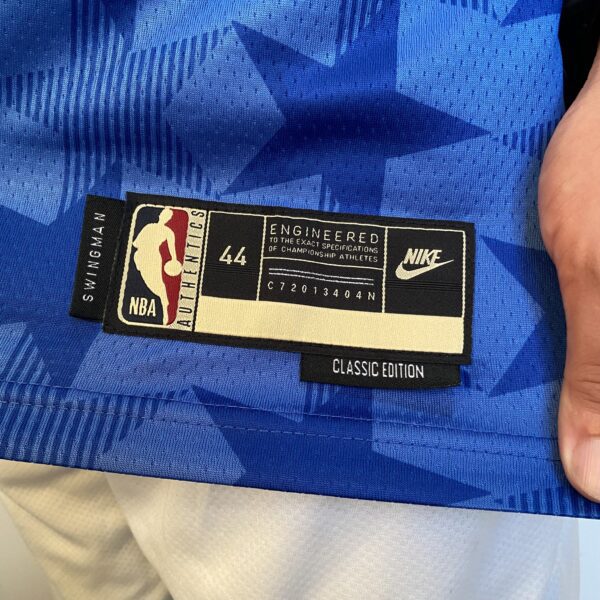 SWINGMAN
NBA
AUTHENTICS
44
ENGINEERED
TO THE EXACT SPECIFICATIONS
OF CHAMPIONSHIP ATHLETES
C72013404N
NIKE
CLASSIC EDITION